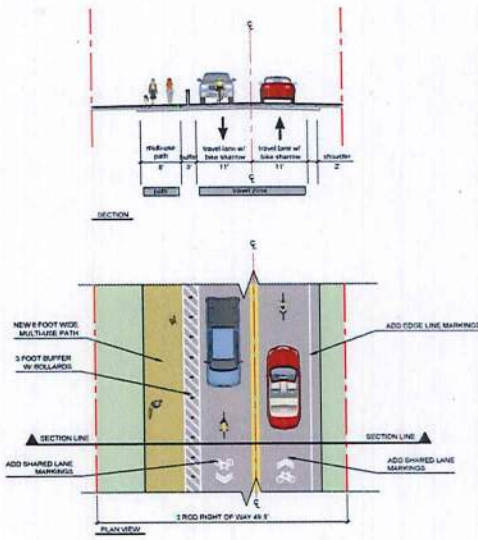 ℄
multi-use
path
8'
buffer
3'
travel lane w/
bike sharrow
11'
travel lane w/
bike sharrow
11'
shoulder
2'
℄
path
travel zone
SECTION
℄
NEW 8 FOOT WIDE
MULTI-USE PATH
ADD EDGE LINE MARKINGS
3 FOOT BUFFER
W/ BOLLARDS
SECTION LINE
SECTION LINE
ADD SHARED LANE
MARKINGS
ADD SHARED LANE
MARKINGS
3 ROD RIGHT OF WAY 49.5'
PLAN VIEW